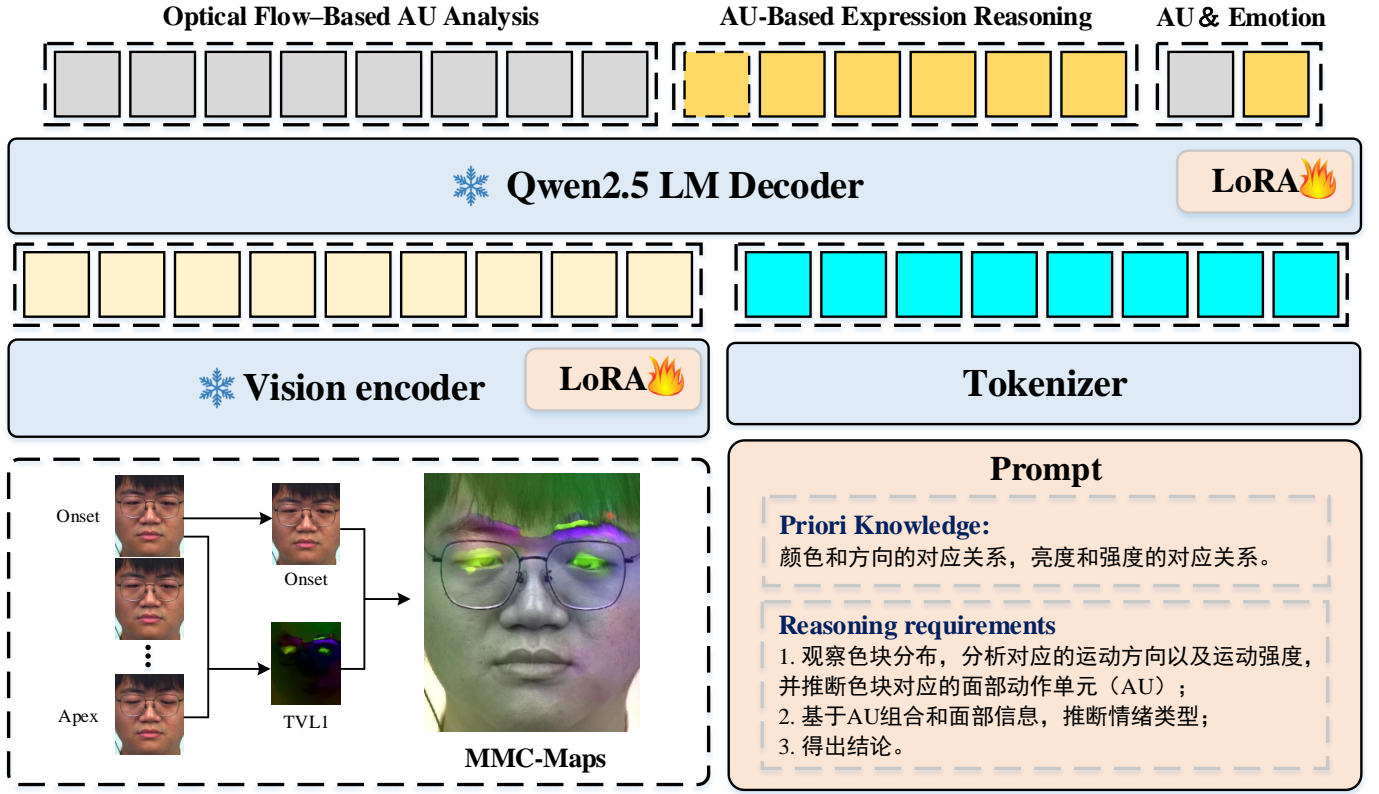 Optical Flow–Based AU Analysis
AU-Based Expression Reasoning
AU & Emotion
Qwen2.5 LM Decoder
LoRA
Vision encoder
LoRA
Tokenizer
Onset
Onset
Apex
TVL1
MMC-Maps
Prompt
Priori Knowledge:
颜色和方向的对应关系，亮度和强度的对应关系。
Reasoning requirements
1. 观察色块分布，分析对应的运动方向以及运动强度，
并推断色块对应的面部动作单元（AU）；
2. 基于AU组合和面部信息，推断情绪类型；
3. 得出结论。